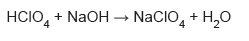 HClO₄ + NaOH → NaClO₄ + H₂O